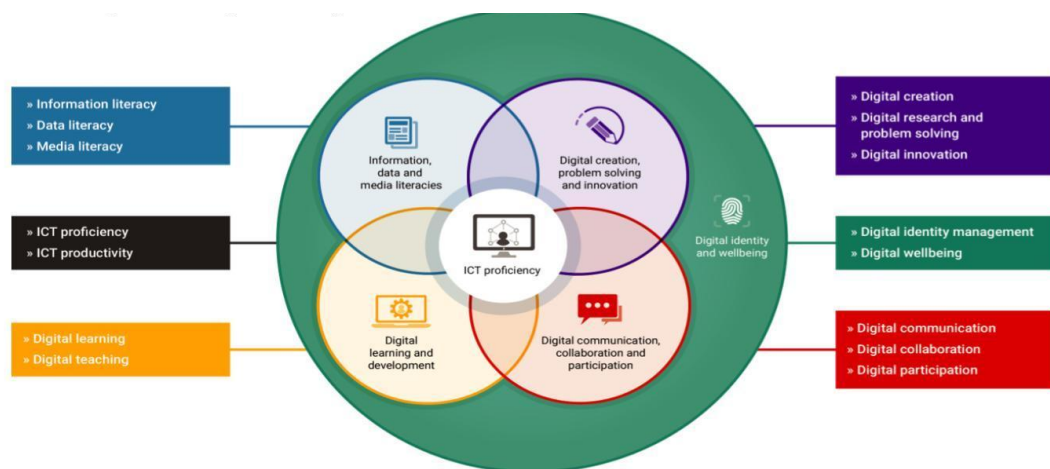 » Information literacy
» Data literacy
» Media literacy
» ICT proficiency
» ICT productivity
» Digital learning
» Digital teaching
Information,
data and
media literacies
Digital creation,
problem solving
and innovation
ICT proficiency
Digital
learning and
development
Digital communication,
collaboration and
participation
Digital identity
and wellbeing
» Digital creation
» Digital research and
problem solving
» Digital innovation
» Digital identity management
» Digital wellbeing
» Digital communication
» Digital collaboration
» Digital participation